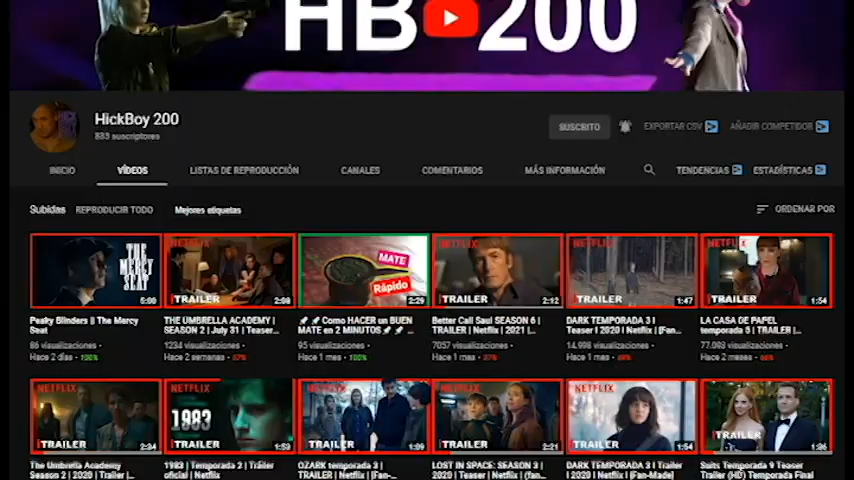 HB 200
HickBoy 200
883 suscriptores
SUSCRITO
EXPORTAR CSV
AÑADIR COMPETIDOR
INICIO VÍDEOS LISTAS DE REPRODUCCIÓN CANALES COMENTARIOS MÁS INFORMACIÓN TENDENCIAS ESTADÍSTICAS
Subidas REPRODUCIR TODO Mejores etiquetas ORDENAR POR
THE MERCY SEAT
5:00
NETFLIX
TRAILER
2:08
MATE
Rápido
2:29
NETFLIX
TRAILER
2:12
NETFLIX
TRAILER
1:47
NETFLIX
TRAILER
1:54
Peaky Blinders || The Mercy
Seat
86 visualizaciones
Hace 2 días • 100%
THE UMBRELLA ACADEMY |
SEASON 2 | July 31 | Teaser...
1234 visualizaciones
Hace 2 semanas •
📌📌 Como HACER un BUEN
MATE en 2 MINUTOS📌📌 ...
95 visualizaciones
Hace 1 mes • 100%
Better Call Saul SEASON 6 |
TRAILER | Netflix | 2021 |...
7057 visualizaciones
Hace 1 mes •
DARK TEMPORADA 3 I
Teaser I 2020 I Netflix | [Fan...
14.998 visualizaciones
Hace 1 mes •
LA CASA DE PAPEL
temporada 5 | TRAILER |...
77.093 visualizaciones
Hace 2 meses •
NETFLIX
TRAILER
2:34
NETFLIX
1983
1:53
TRAILER
1:09
TRAILER
2:21
NETFLIX
TRAILER
1:54
TRAILER
1:36
The Umbrella Academy
Season 2 | 2020 | Trailer |...
1983 | Temporada 2 | Tráiler
oficial | Netflix
OZARK temporada 3 |
TRAILER | Netflix | [Fan-...
LOST IN SPACE: SEASON 3 |
2021 | Teaser | Netflix | (fan...
DARK TEMPORADA 3 I Trailer
I 2020 I Netflix I (Fan-Made)
Suits Temporada 9 Teaser
Trailer (HD) Temporada Final